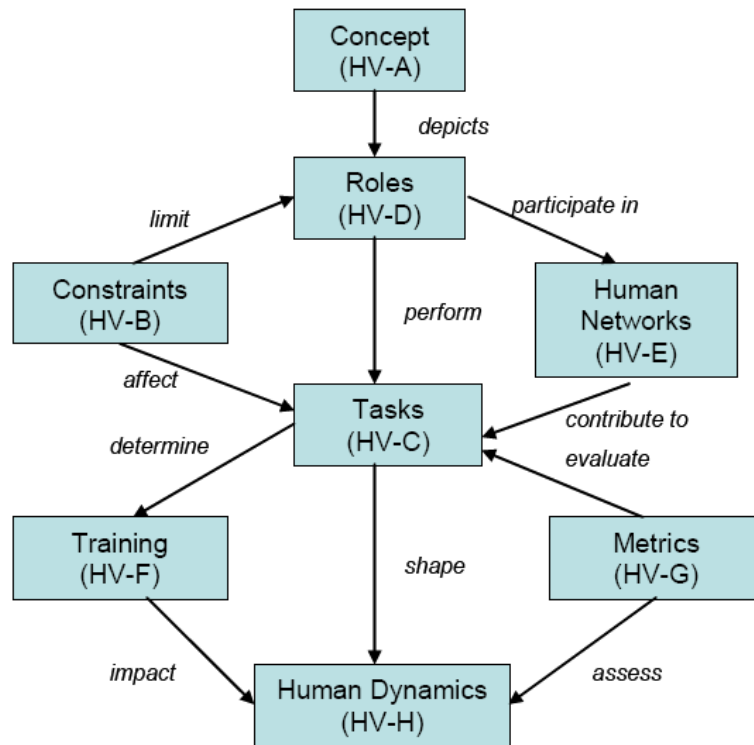 Concept
(HV-A)
depicts
Roles
(HV-D)
limit
participate in
Constraints
(HV-B)
Human
Networks
(HV-E)
perform
affect
Tasks
(HV-C)
contribute to
determine
evaluate
Training
(HV-F)
Metrics
(HV-G)
shape
impact
assess
Human Dynamics
(HV-H)